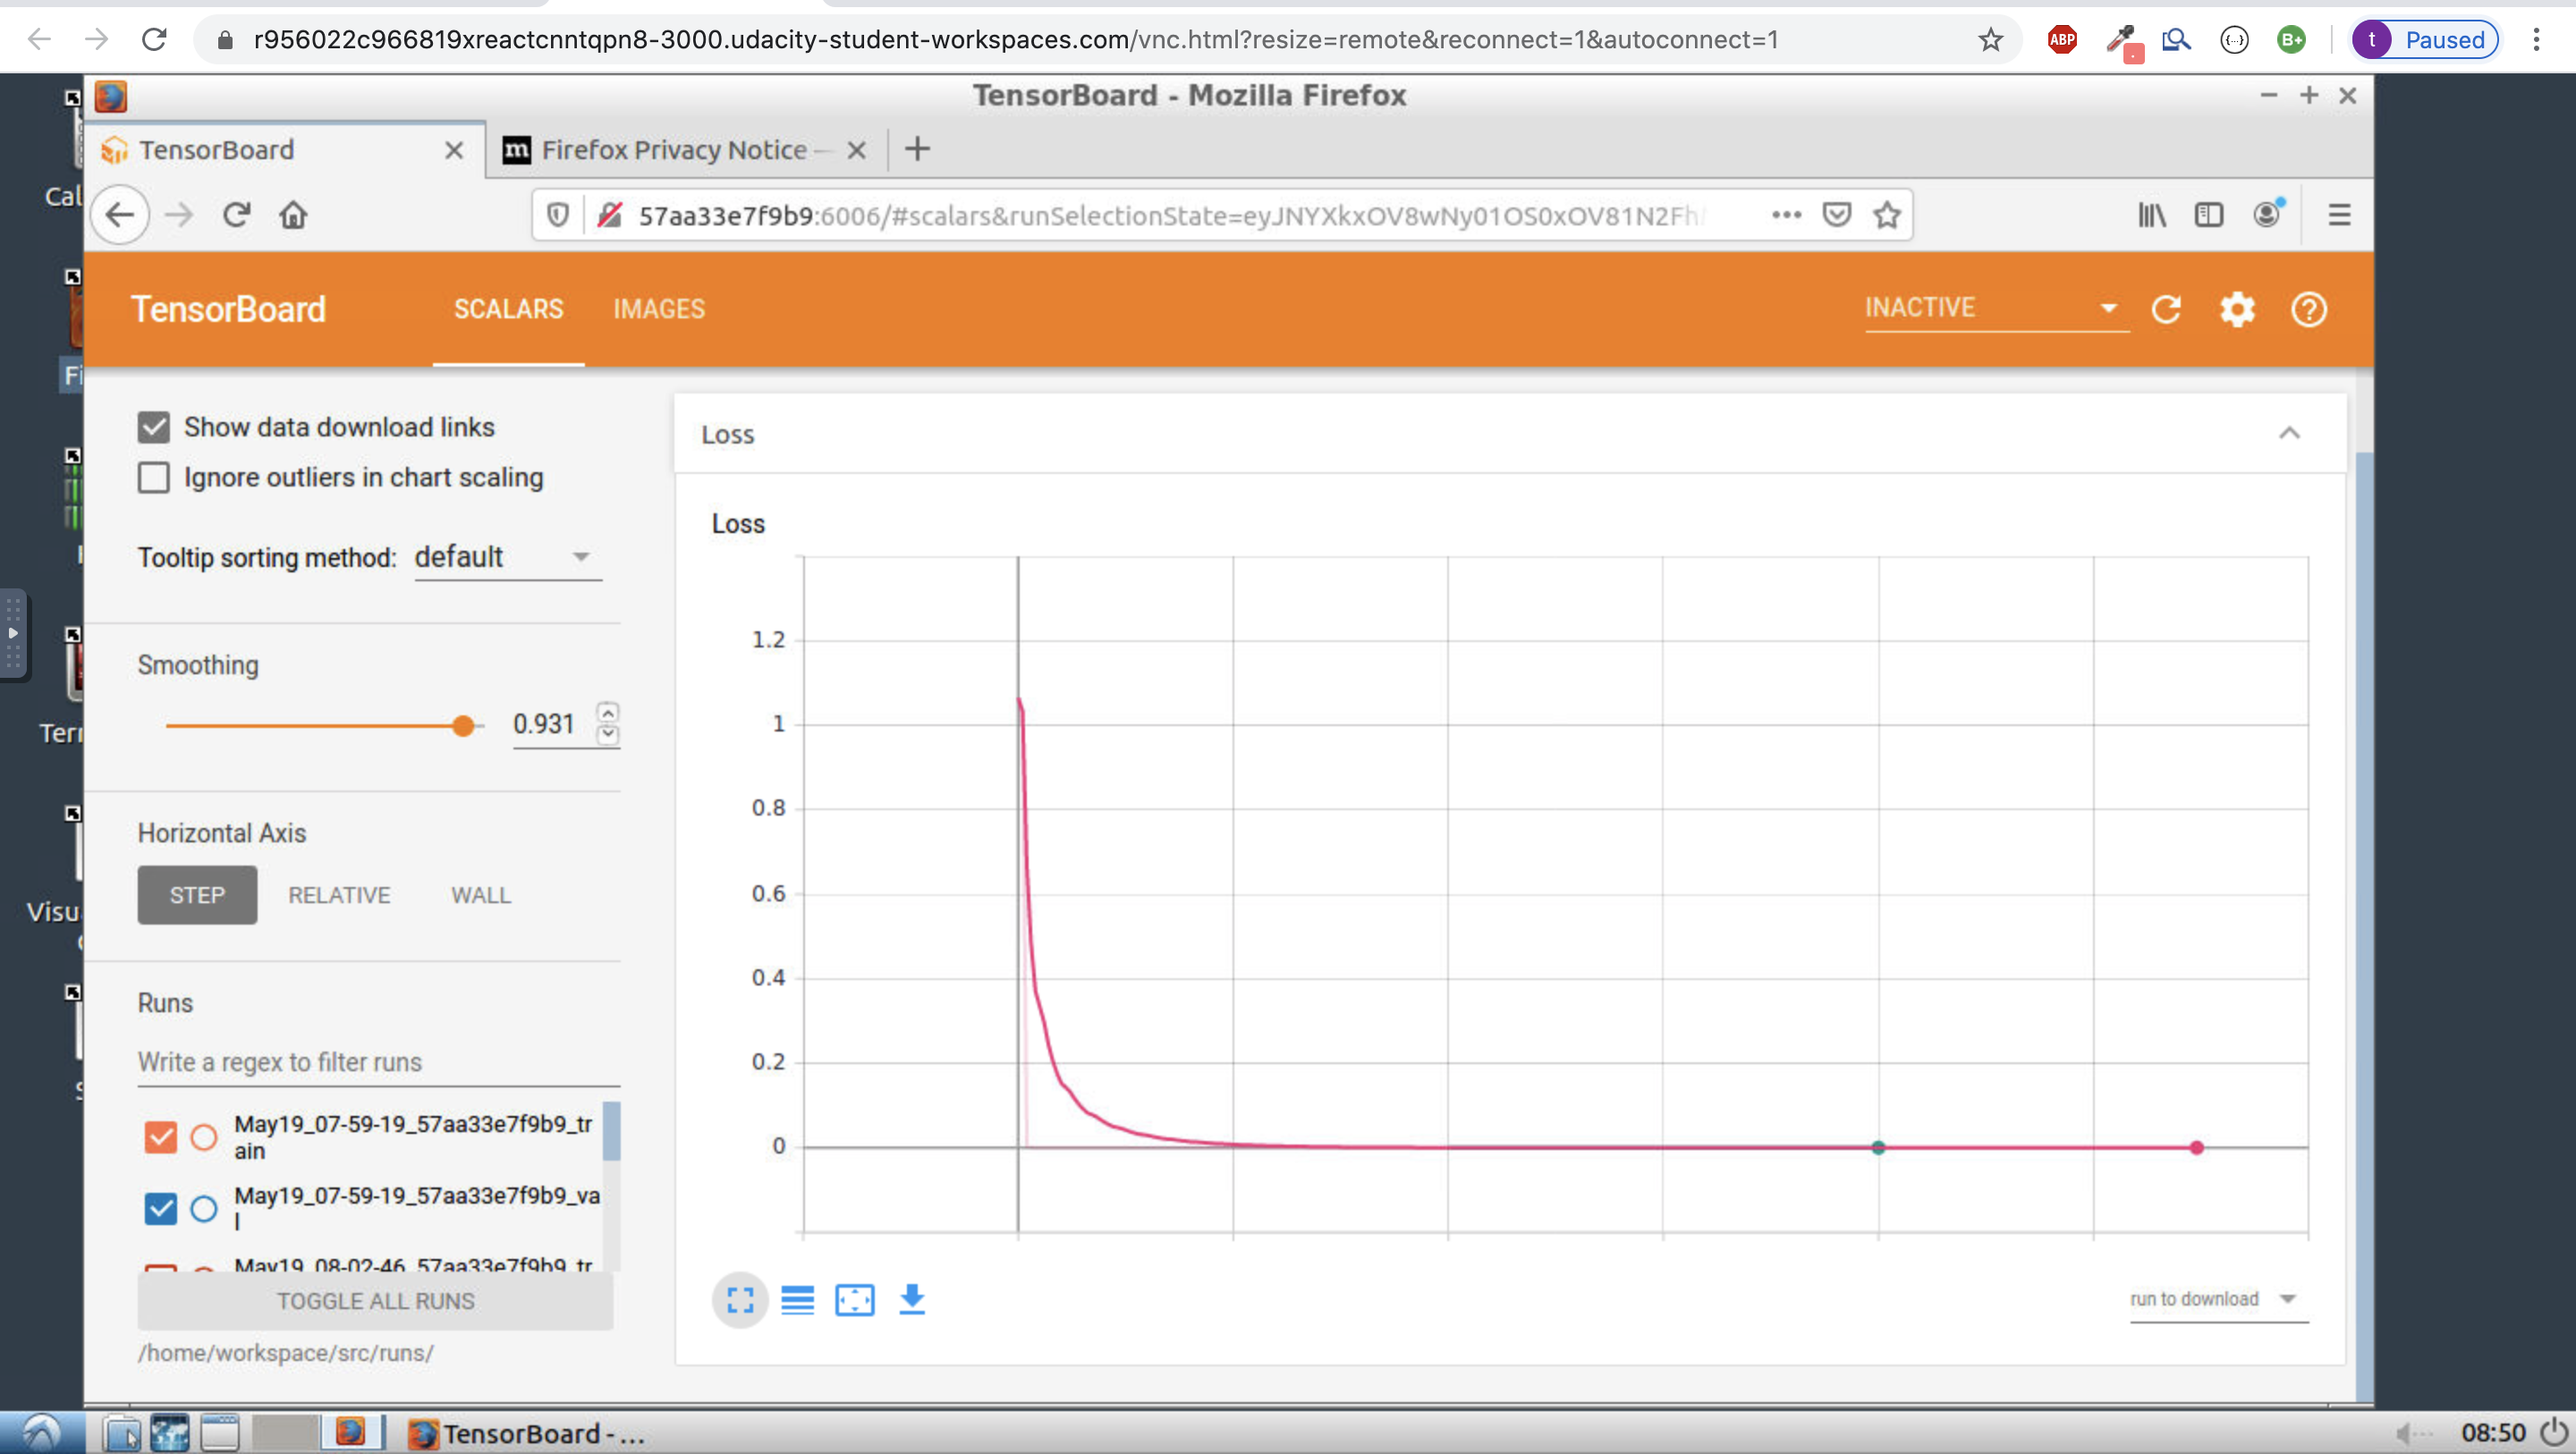 r956022c966819xreactcnntqpn8-3000.udacity-student-workspaces.com/vnc.html?resize=remote&reconnect=1&autoconnect=1
ABP
B+
t Paused
TensorBoard - Mozilla Firefox
TensorBoard
m Firefox Privacy Notice —
57aa33e7f9b9:6006/#scalars&runSelectionState=eyJNYXkxOV8wNy01OS0xOV81N2Fh
Cal
Fi
Terr
Visu
TensorBoard
SCALARS
IMAGES
INACTIVE
Show data download links
Ignore outliers in chart scaling
Tooltip sorting method: default
Smoothing
0.931
Horizontal Axis
STEP RELATIVE WALL
Runs
Write a regex to filter runs
May19_07-59-19_57aa33e7f9b9_tr
ain
May19_07-59-19_57aa33e7f9b9_va
l
May19_08-02-46_57aa33e7f9b9_tr
TOGGLE ALL RUNS
/home/workspace/src/runs/
Loss
Loss
1.2
1
0.8
0.6
0.4
0.2
0
run to download
TensorBoard - ...
08:50